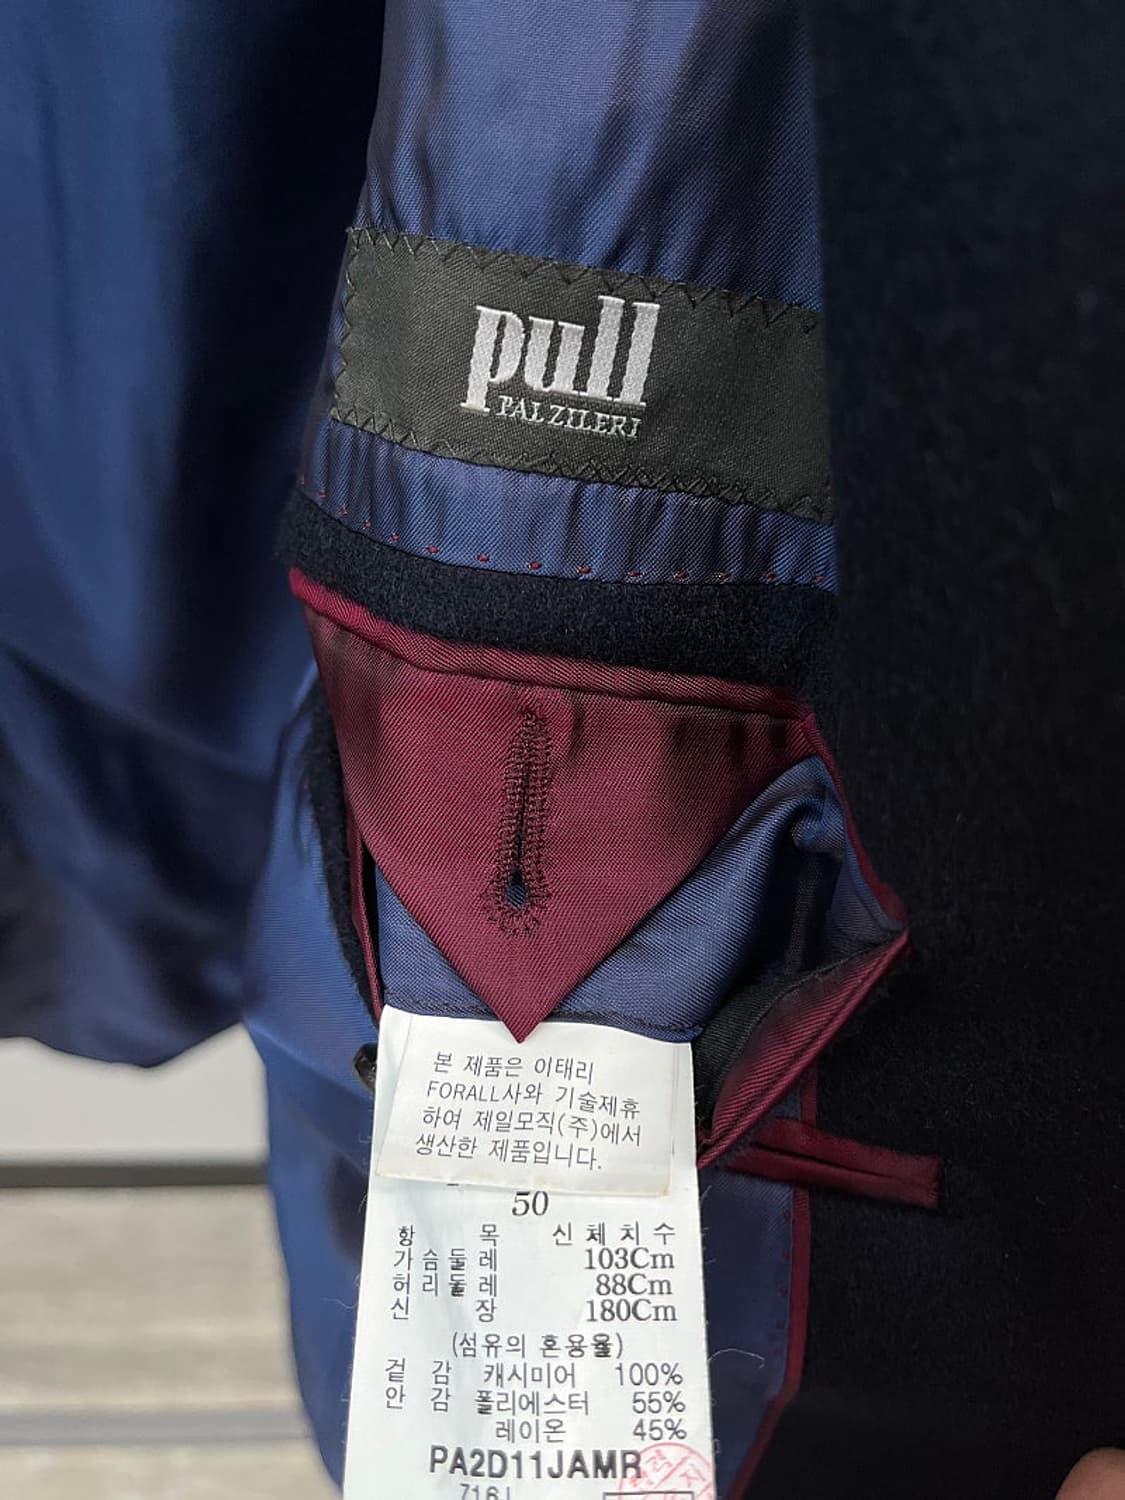 pull
PAL ZILERI
본 제품은 이태리
FORALL사와 기술제휴
하여 제일모직(주)에서
생산한 제품입니다.
50
항 목 신체치수
가슴둘레 103Cm
허리둘레 88Cm
신 장 180Cm
(섬유의 혼용율)
겉 감 캐시미어 100%
안 감 폴리에스터 55%
레이온 45%
PA2D11JAMR